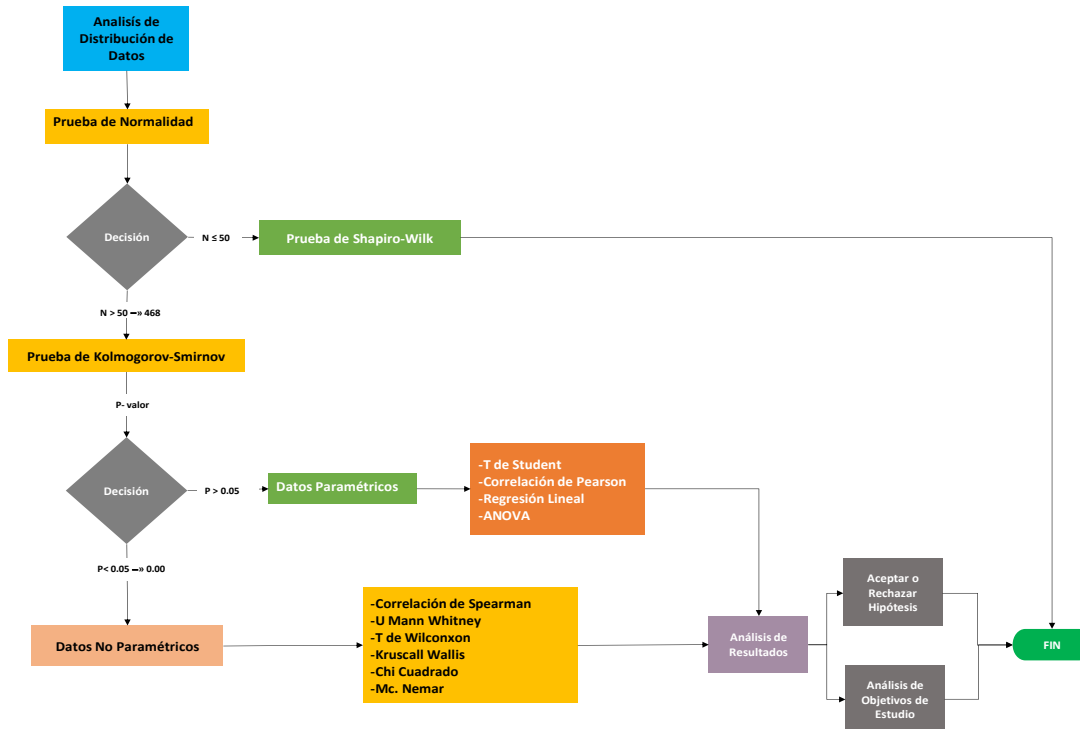 Analisís de
Distribución de
Datos
Prueba de Normalidad
Decisión
N ≤ 50
Prueba de Shapiro-Wilk
N > 50 –» 468
Prueba de Kolmogorov-Smirnov
P- valor
Decisión
P > 0.05
Datos Paramétricos
-T de Student
-Correlación de Pearson
-Regresión Lineal
-ANOVA
P< 0.05 –» 0.00
Datos No Paramétricos
-Correlación de Spearman
-U Mann Whitney
-T de Wilconxon
-Kruscall Wallis
-Chi Cuadrado
-Mc. Nemar
Análisis de
Resultados
Aceptar o
Rechazar
Hipótesis
Análisis de
Objetivos de
Estudio
FIN